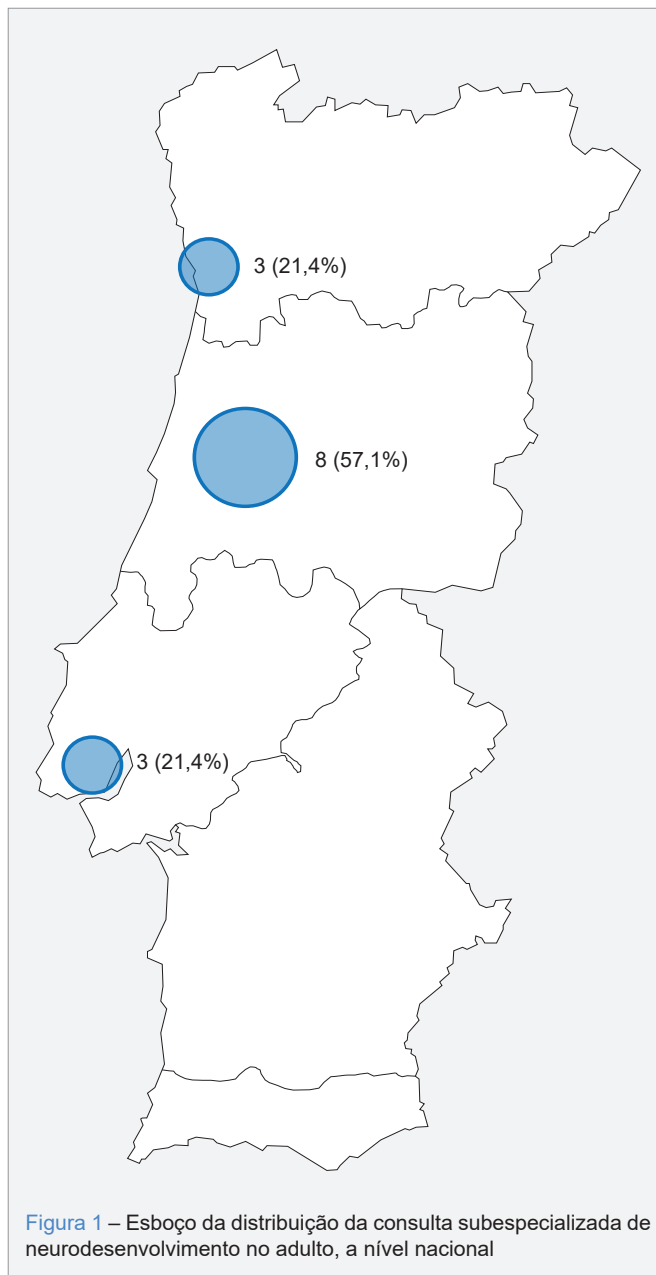 3 (21,4%)
8 (57,1%)
3 (21,4%)
Figura 1 – Esboço da distribuição da consulta subespecializada de
neurodesenvolvimento no adulto, a nível nacional